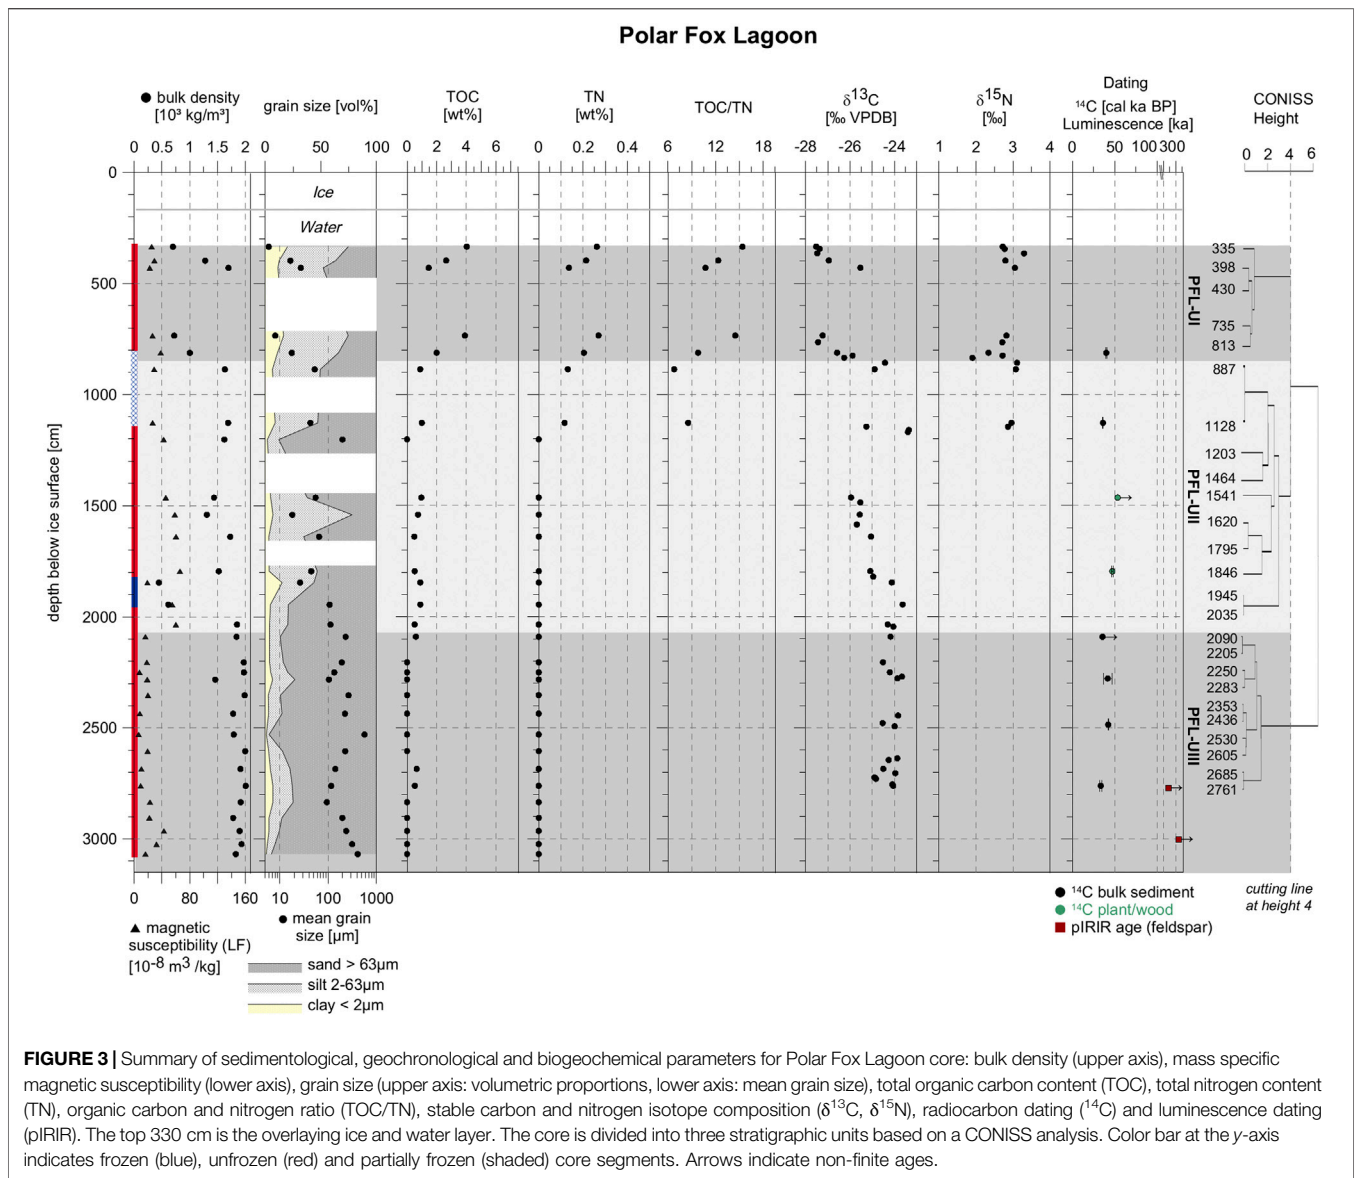 Polar Fox Lagoon
bulk density
[10³ kg/m³]
grain size [vol%]
TOC
[wt%]
TN
[wt%]
TOC/TN
δ13C
[‰ VPDB]
δ15N
[‰]
Dating
14C [cal ka BP]
Luminescence [ka]
CONISS
Height
0 0.5 1 1.5 2
0 50 100
0 2 4 6
0 0.2 0.4
6 12 18
-28 -26 -24
1 2 3 4
0 50 100 300
0 2 4 6
depth below ice surface [cm]
0
500
1000
1500
2000
2500
3000
Ice
Water
PFL-UI
PFL-UII
PFL-UIII
335
398
430
735
813
887
1128
1203
1464
1541
1620
1795
1846
1945
2035
2090
2205
2250
2283
2353
2436
2530
2605
2685
2761
0 80 160
10 100 1000
magnetic
susceptibility (LF)
[10-8 m3 /kg]
mean grain
size [µm]
sand > 63µm
silt 2-63µm
clay < 2µm
14C bulk sediment
14C plant/wood
pIRIR age (feldspar)
cutting line
at height 4
FIGURE 3 | Summary of sedimentological, geochronological and biogeochemical parameters for Polar Fox Lagoon core: bulk density (upper axis), mass specific
magnetic susceptibility (lower axis), grain size (upper axis: volumetric proportions, lower axis: mean grain size), total organic carbon content (TOC), total nitrogen content
(TN), organic carbon and nitrogen ratio (TOC/TN), stable carbon and nitrogen isotope composition (δ13C, δ15N), radiocarbon dating (14C) and luminescence dating
(pIRIR). The top 330 cm is the overlaying ice and water layer. The core is divided into three stratigraphic units based on a CONISS analysis. Color bar at the y-axis
indicates frozen (blue), unfrozen (red) and partially frozen (shaded) core segments. Arrows indicate non-finite ages.